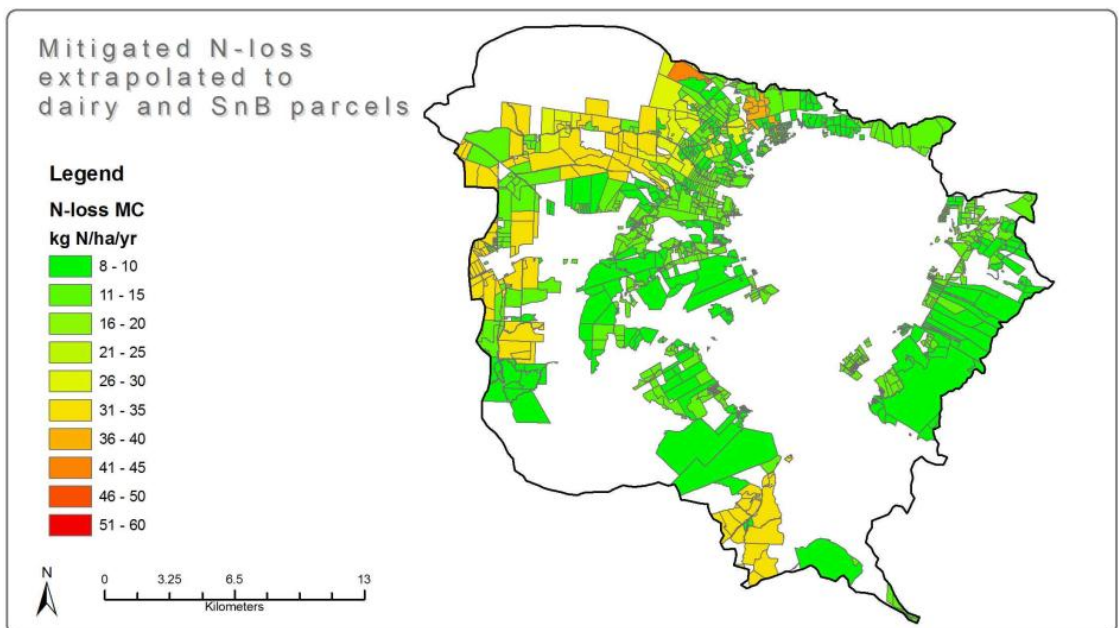 Mitigated N-loss
extrapolated to
dairy and SnB parcels
Legend
N-loss MC
kg N/ha/yr
8 - 10
11 - 15
16 - 20
21 - 25
26 - 30
31 - 35
36 - 40
41 - 45
46 - 50
51 - 60
N
0 3.25 6.5 13
Kilometers